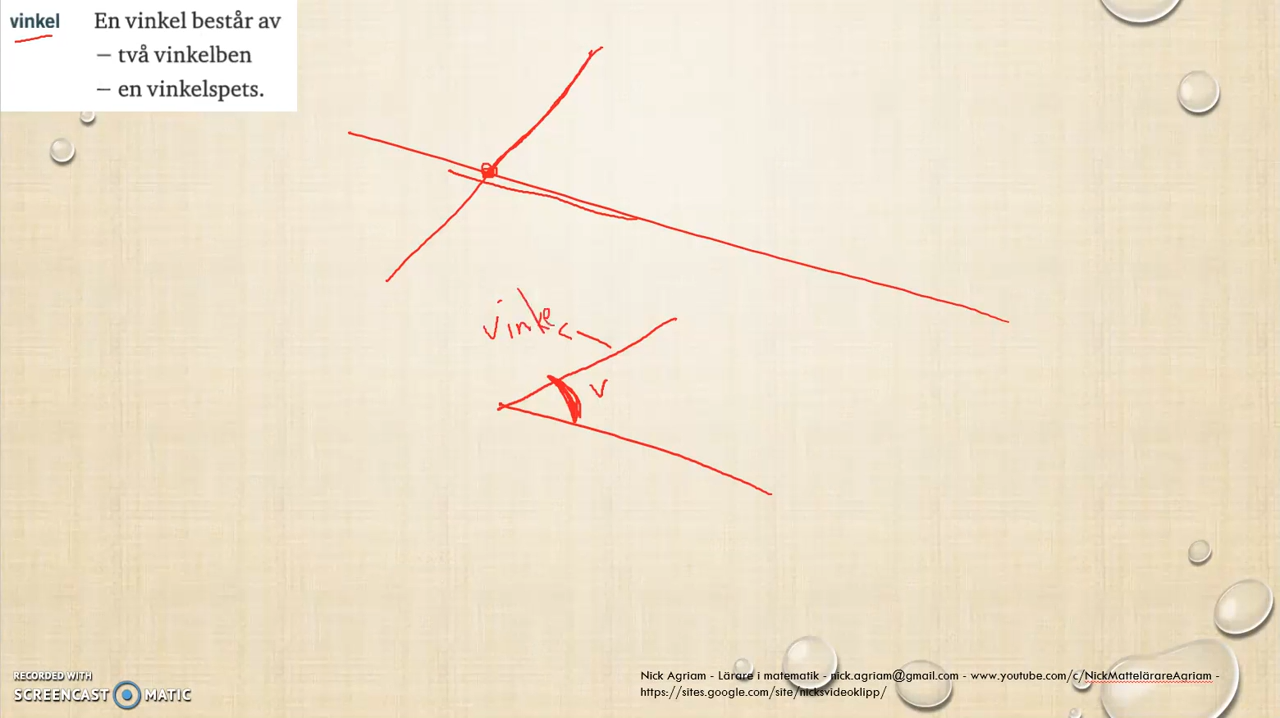 vinkel En vinkel består av
– två vinkelben
– en vinkelspets.
vinkel
v
RECORDED WITH
SCREENCAST MATIC
Nick Agriam - Lärare i matematik - nick.agriam@gmail.com - www.youtube.com/c/NickMattelärareAgriam -
https://sites.google.com/site/nicksvideoklipp/